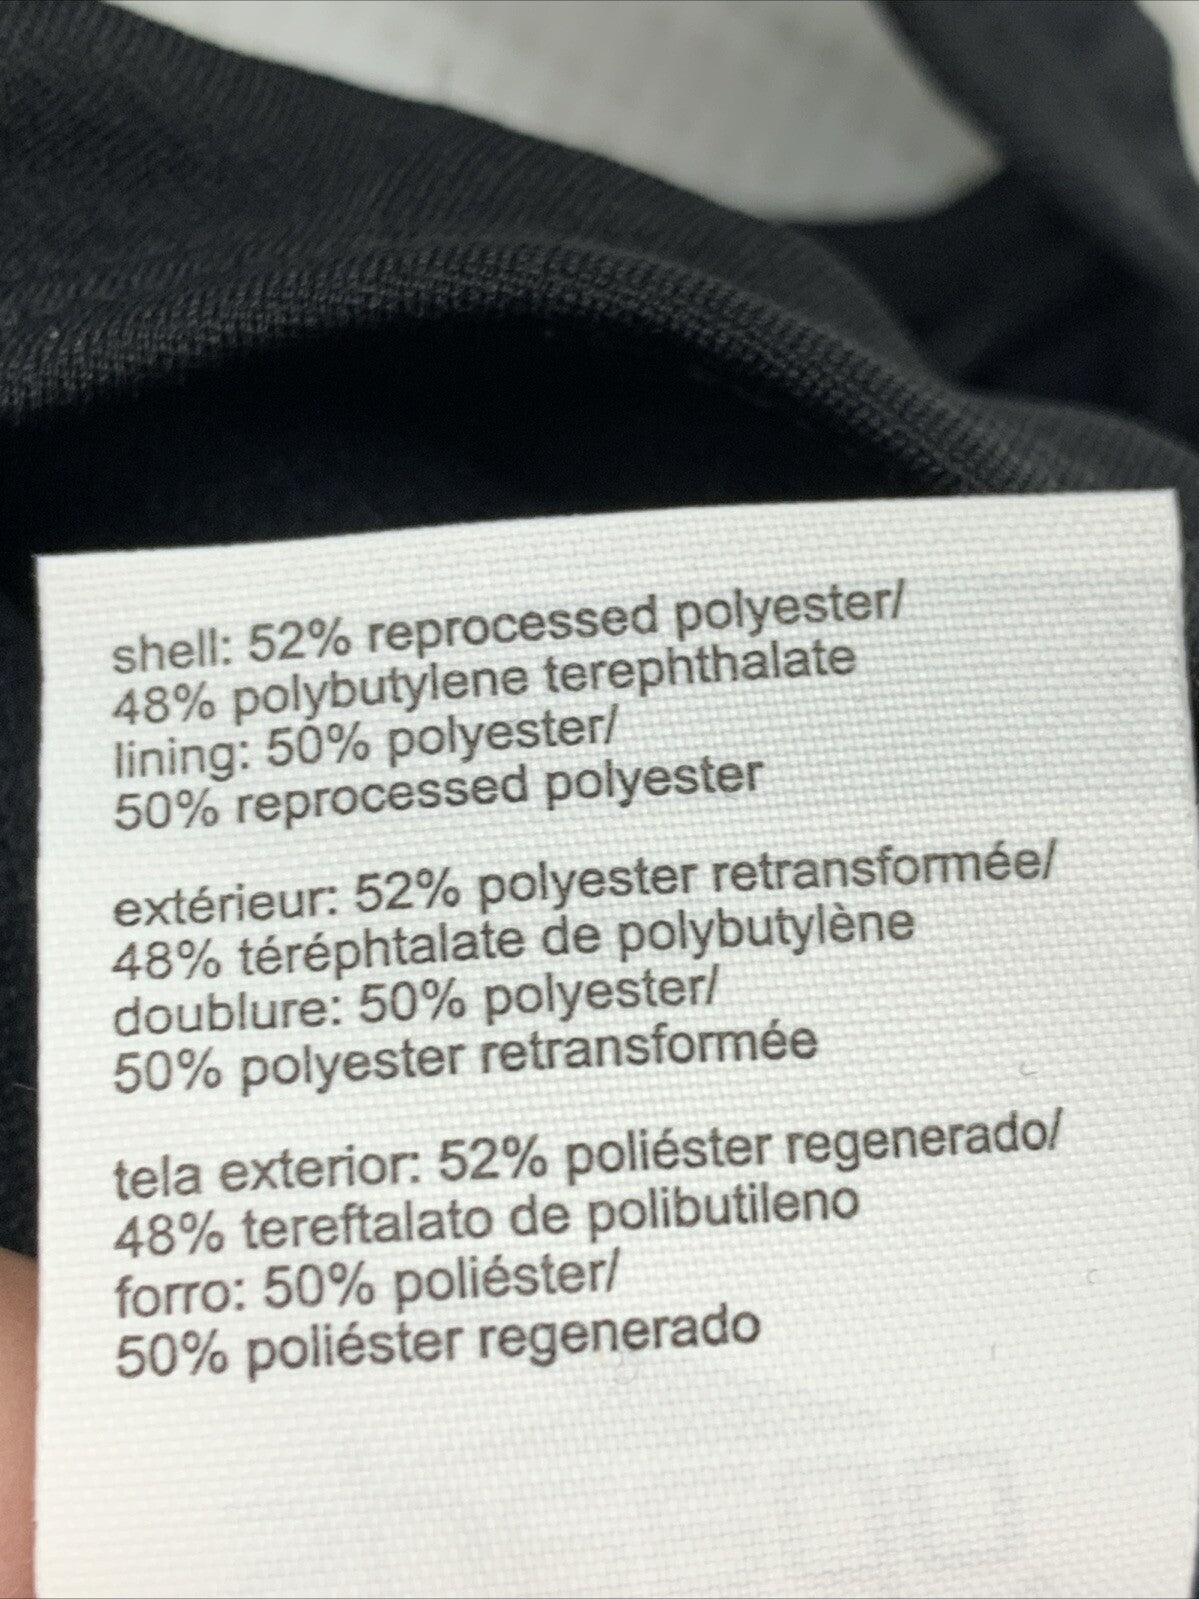 shell: 52% reprocessed polyester/
48% polybutylene terephthalate
lining: 50% polyester/
50% reprocessed polyester
extérieur: 52% polyester retransformée/
48% téréphtalate de polybutylène
doublure: 50% polyester/
50% polyester retransformée
tela exterior: 52% poliéster regenerado/
48% tereftalato de polibutileno
forro: 50% poliéster/
50% poliéster regenerado